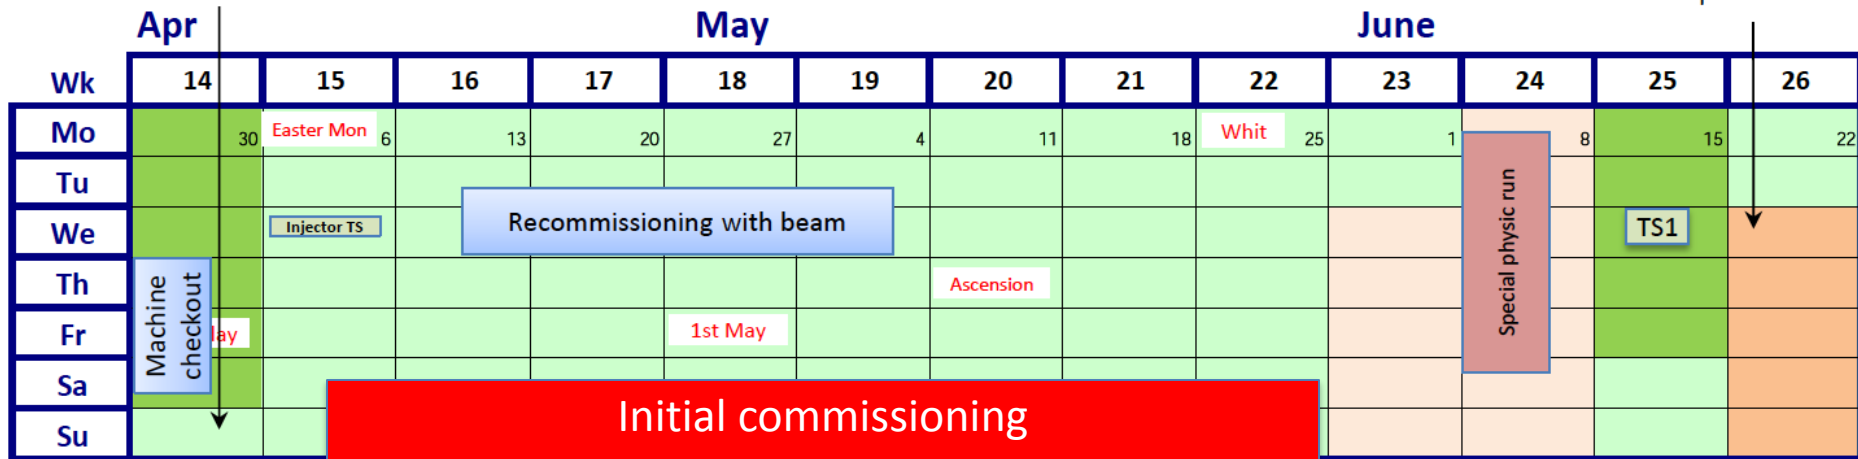 Apr May June
Wk 14 15 16 17 18 19 20 21 22 23 24 25 26
Mo 30 Easter Mon 6 13 20 27 4 11 18 Whit 25 1 8 15 22
Tu
We Injector TS Recommissioning with beam TS1
Th Ascension
Fr 1st May
Sa
Su
Machine
checkout
Special physic run
Initial commissioning